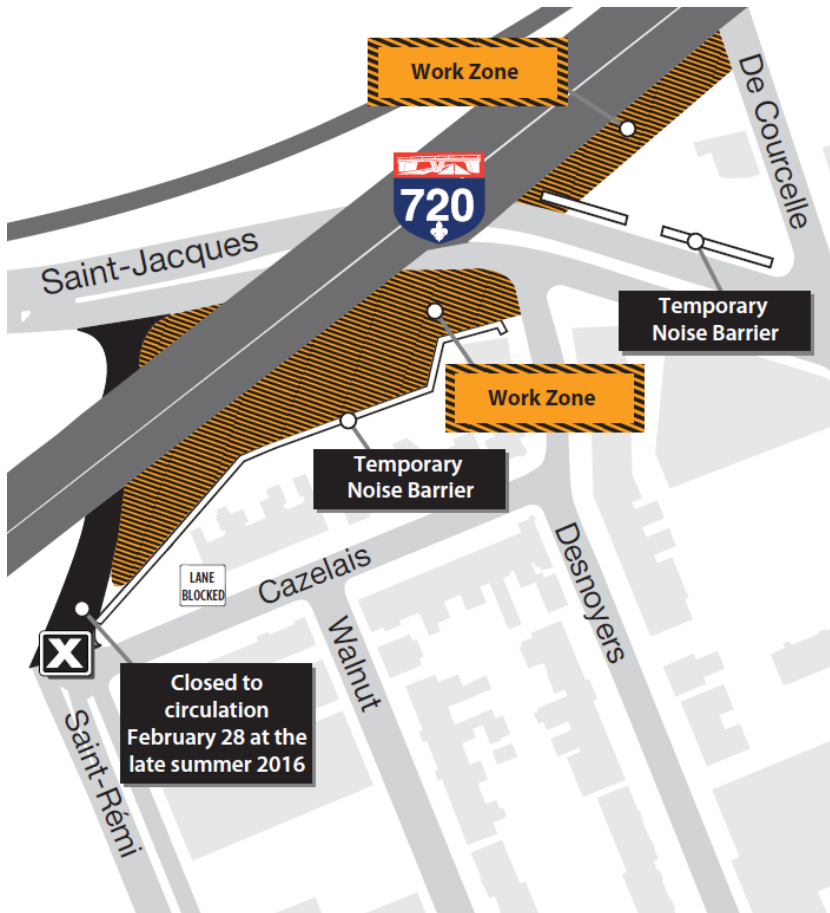 Work Zone
De Courcelle
720
Saint-Jacques
Temporary
Noise Barrier
Work Zone
Temporary
Noise Barrier
LANE
BLOCKED
Cazelais
Desnoyers
Walnut
X
Closed to
circulation
February 28 at the
late summer 2016
Saint-Rémi